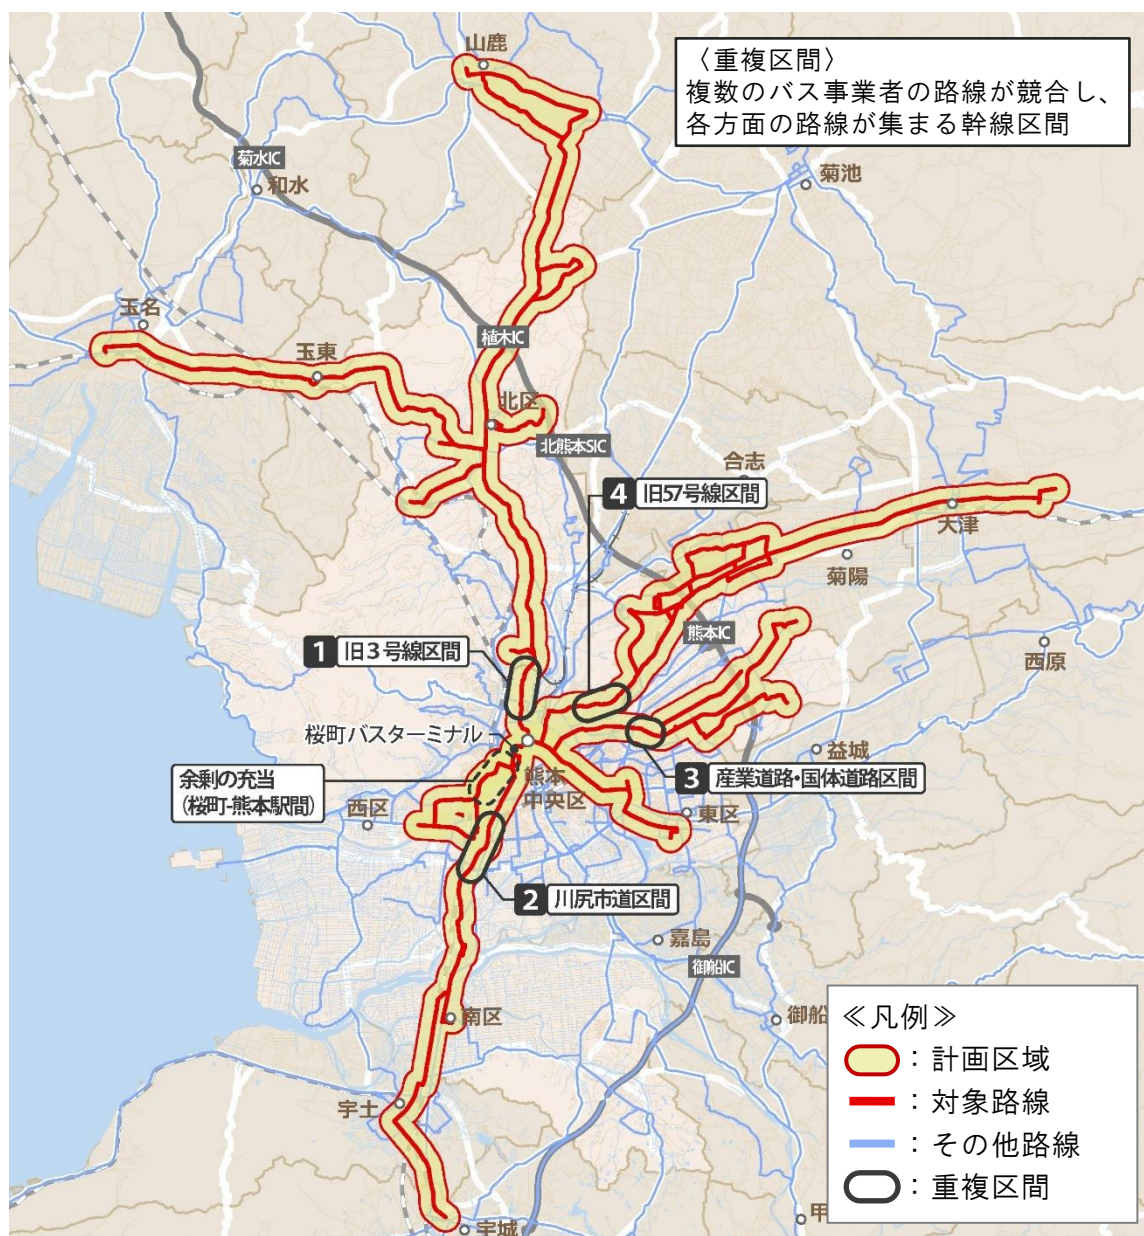 山鹿
〈重複区間〉
複数のバス事業者の路線が競合し、
各方面の路線が集まる幹線区間
菊水IC
和水
菊池
玉名
植木IC
玉東
北区
北熊本SIC
合志
4 旧57号線区間
大津
菊陽
熊本IC
1 旧3号線区間
西原
桜町バスターミナル
益城
余剰の充当
(桜町-熊本駅間)
熊本
中央区
3 産業道路・国体道路区間
西区
東区
2 川尻市道区間
嘉島
御船IC
南区
御船
≪凡例≫
：計画区域
：対象路線
：その他路線
：重複区間
宇土
宇城
甲